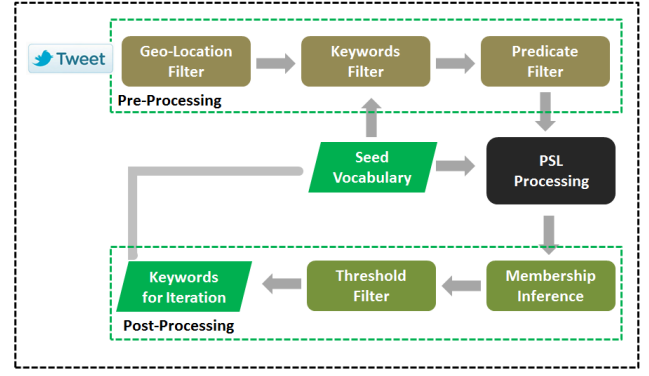 Tweet
Geo-Location
Filter
Keywords
Filter
Predicate
Filter
Pre-Processing
Seed
Vocabulary
PSL
Processing
Keywords
for Iteration
Threshold
Filter
Membership
Inference
Post-Processing